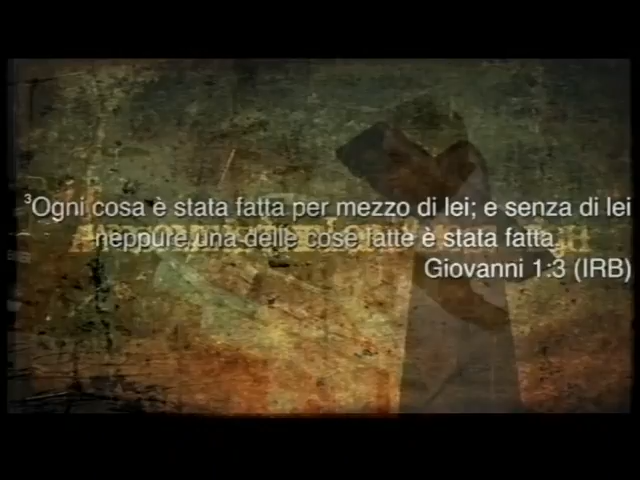 ³Ogni cosa è stata fatta per mezzo di lei; e senza di lei
neppure una delle cose fatte è stata fatta.
Giovanni 1:3 (IRB)